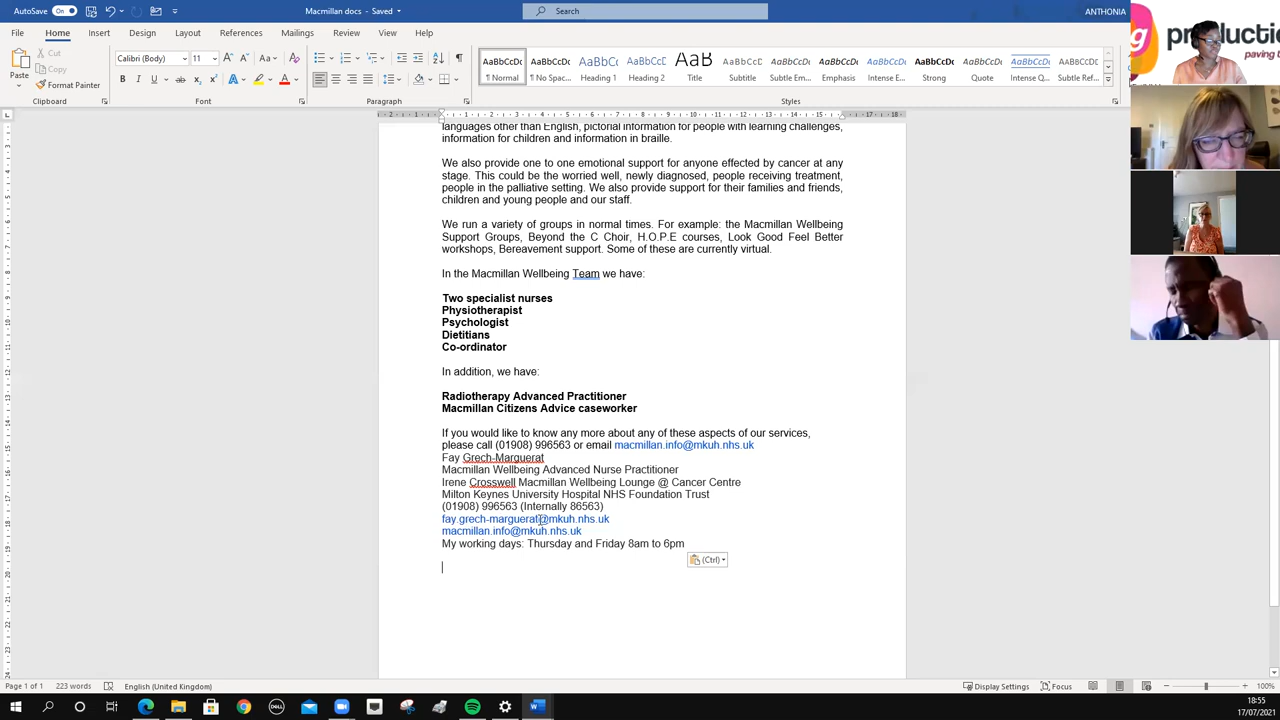 AutoSave On
Macmillan docs - Saved
Search
ANTHONIA
File Home Insert Design Layout References Mailings Review View Help
Paste
Cut
Copy
Format Painter
Clipboard
Calibri (Body) 11
Font
Paragraph
AaBbCcDc AaBbCcDc AaBbCc AaBbCcD AaB AaBbCcD AaBbCcDc AaBbCcDc AaBbCcDc AaBbCcDc AaBbCcDc AaBbCcDc AABBCCDC
¶ Normal ¶ No Spac... Heading 1 Heading 2 Title Subtitle Subtle Em... Emphasis Intense E... Strong Quote Intense Q... Subtle Ref...
Styles
languages other than English, pictorial information for people with learning challenges,
information for children and information in braille.
We also provide one to one emotional support for anyone effected by cancer at any
stage. This could be the worried well, newly diagnosed, people receiving treatment,
people in the palliative setting. We also provide support for their families and friends,
children and young people and our staff.
We run a variety of groups in normal times. For example: the Macmillan Wellbeing
Support Groups, Beyond the C Choir, H.O.P.E courses, Look Good Feel Better
workshops, Bereavement support. Some of these are currently virtual.
In the Macmillan Wellbeing Team we have:
Two specialist nurses
Physiotherapist
Psychologist
Dietitians
Co-ordinator
In addition, we have:
Radiotherapy Advanced Practitioner
Macmillan Citizens Advice caseworker
If you would like to know any more about any of these aspects of our services,
please call (01908) 996563 or email macmillan.info@mkuh.nhs.uk
Fay Grech-Marguerat
Macmillan Wellbeing Advanced Nurse Practitioner
Irene Crosswell Macmillan Wellbeing Lounge @ Cancer Centre
Milton Keynes University Hospital NHS Foundation Trust
(01908) 996563 (Internally 86563)
fay.grech-marguerat@mkuh.nhs.uk
macmillan.info@mkuh.nhs.uk
My working days: Thursday and Friday 8am to 6pm
(Ctrl)
Page 1 of 1 223 words English (United Kingdom)
Display Settings Focus 100%
18:55
17/07/2021